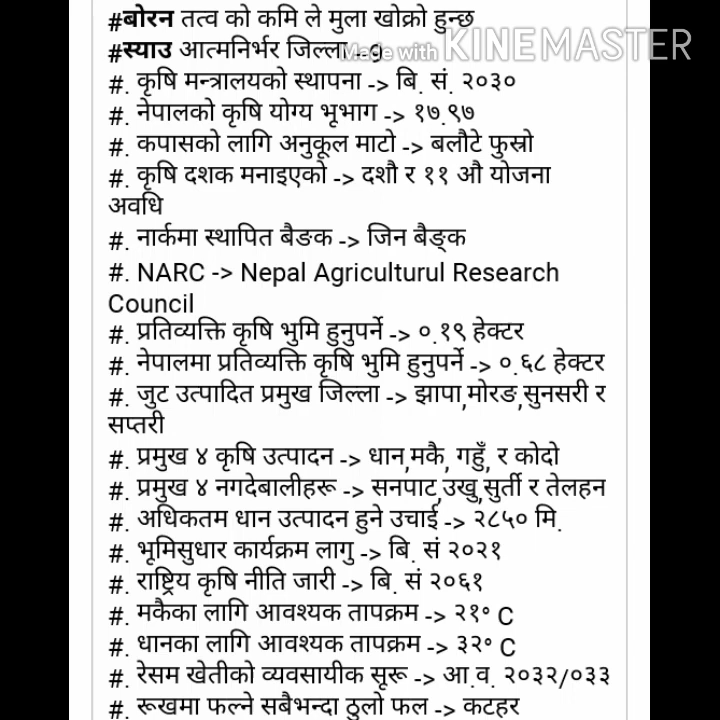 #बोरन तत्व को कमि ले मुला खोक्रो हुन्छ
#स्याउ आत्मनिर्भर जिल्ला -- ९
Made with KINEMASTER
#. कृषि मन्त्रालयको स्थापना -> बि. सं. २०३०
#. नेपालको कृषि योग्य भूभाग -> १७.९७
#. कपासको लागि अनुकूल माटो -> बलौटे फुस्रो
#. कृषि दशक मनाइएको -> दशौ र ११ औ योजना
अवधि
#. नार्कमा स्थापित बैङक -> जिन बैङ्क
#. NARC -> Nepal Agriculturul Research
Council
#. प्रतिव्यक्ति कृषि भुमि हुनुपर्ने -> ०.१९ हेक्टर
#. नेपालमा प्रतिव्यक्ति कृषि भुमि हुनुपर्ने -> ०.६८ हेक्टर
#. जुट उत्पादित प्रमुख जिल्ला -> झापा,मोरङ,सुनसरी र
सप्तरी
#. प्रमुख ४ कृषि उत्पादन -> धान,मकै, गहुँ, र कोदो
#. प्रमुख ४ नगदेबालीहरू -> सनपाट,उखु,सुर्ती र तेलहन
#. अधिकतम धान उत्पादन हुने उचाई -> २८५० मि.
#. भूमिसुधार कार्यक्रम लागु -> बि. सं २०२१
#. राष्ट्रिय कृषि नीति जारी -> बि. सं २०६१
#. मकैका लागि आवश्यक तापक्रम -> २१° C
#. धानका लागि आवश्यक तापक्रम -> ३२° C
#. रेसम खेतीको व्यवसायीक सृरू -> आ.व. २०३२/०३३
#. रूखमा फल्ने सबैभन्दा ठुलो फल -> कटहर